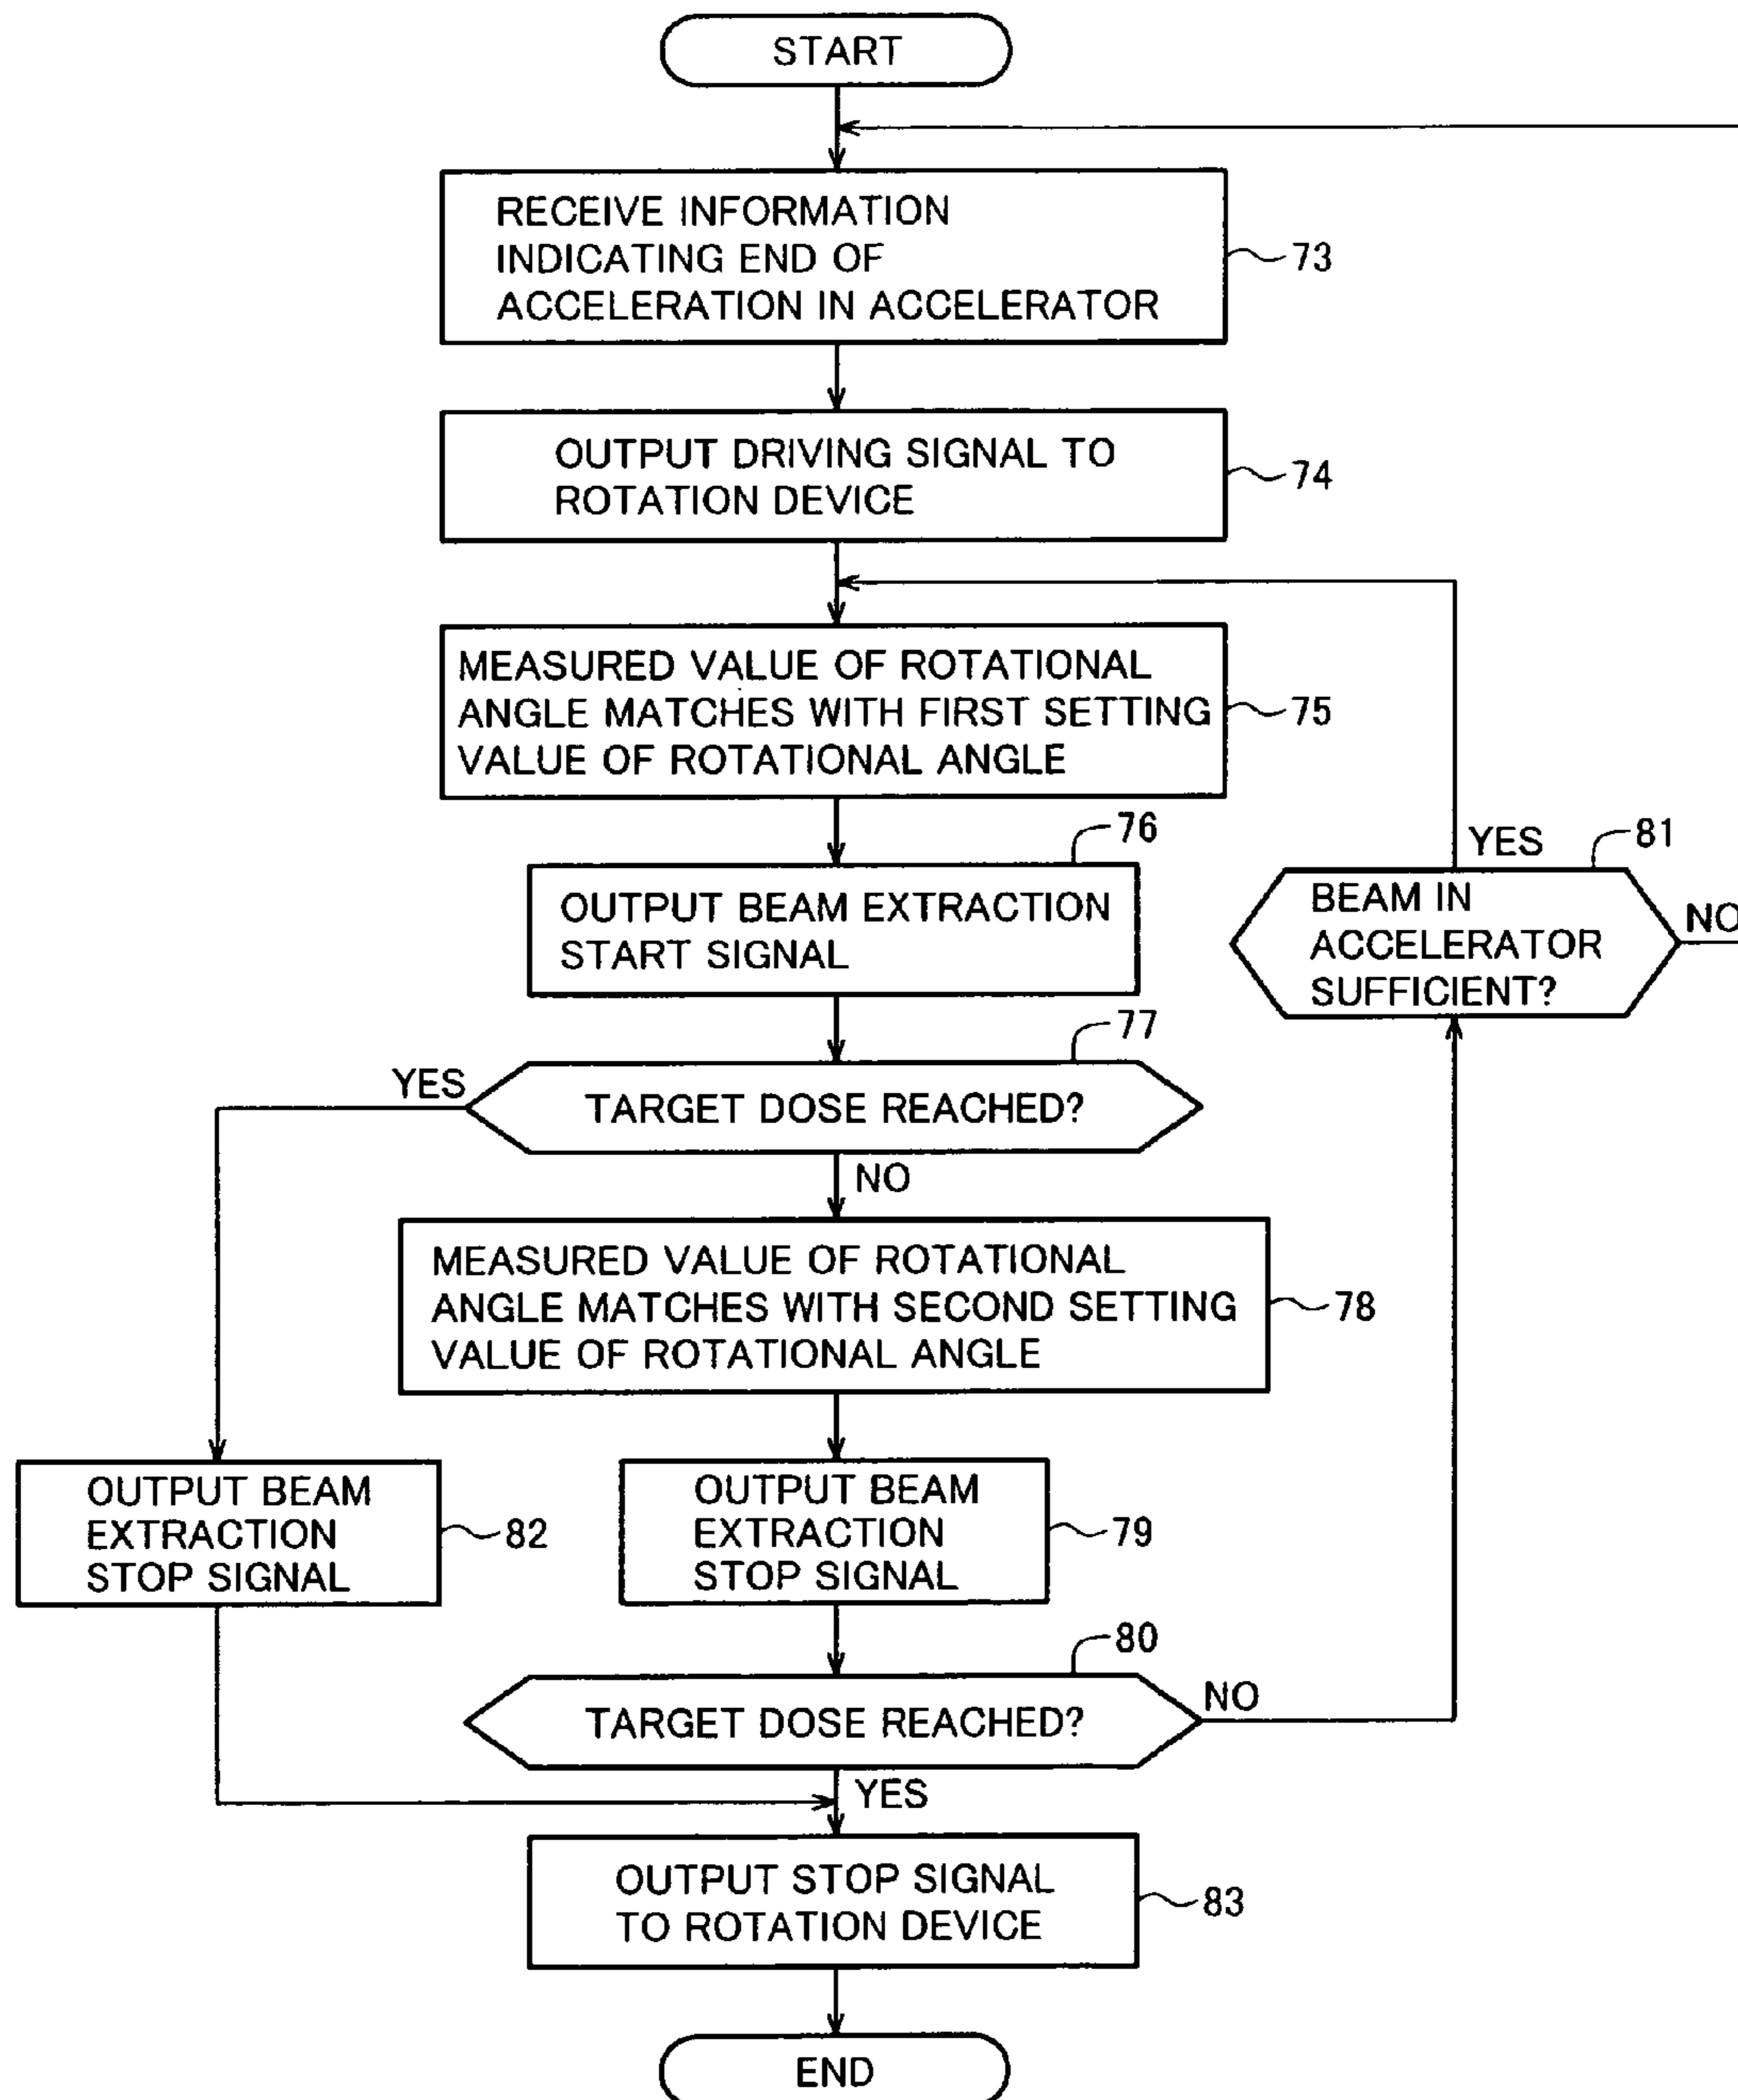 START
RECEIVE INFORMATION
INDICATING END OF
ACCELERATION IN ACCELERATOR
73
OUTPUT DRIVING SIGNAL TO
ROTATION DEVICE
74
MEASURED VALUE OF ROTATIONAL
ANGLE MATCHES WITH FIRST SETTING
VALUE OF ROTATIONAL ANGLE
75
76
OUTPUT BEAM EXTRACTION
START SIGNAL
YES
81
BEAM IN
ACCELERATOR
SUFFICIENT?
NO
77
YES
TARGET DOSE REACHED?
NO
MEASURED VALUE OF ROTATIONAL
ANGLE MATCHES WITH SECOND SETTING
VALUE OF ROTATIONAL ANGLE
78
OUTPUT BEAM
EXTRACTION
STOP SIGNAL
82
OUTPUT BEAM
EXTRACTION
STOP SIGNAL
79
80
TARGET DOSE REACHED?
NO
YES
OUTPUT STOP SIGNAL
TO ROTATION DEVICE
83
END